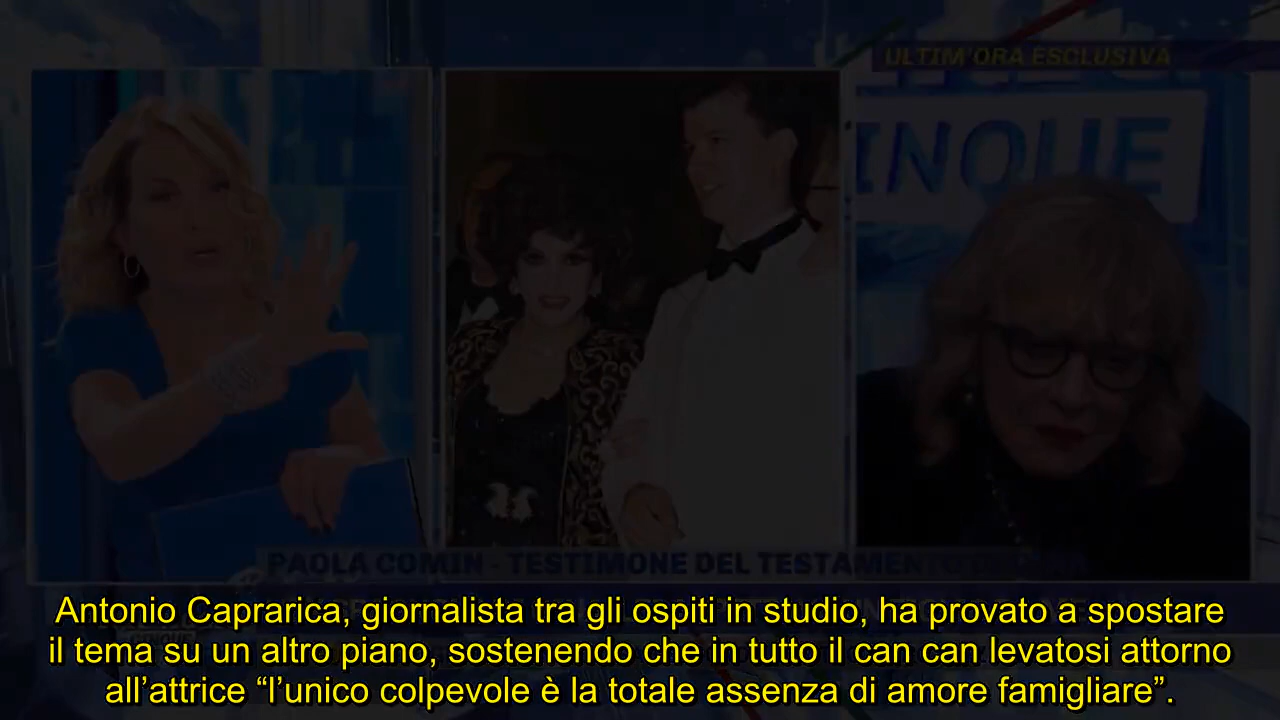 ULTIM'ORA ESCLUSIVA
INQUE
PAOLA COMIN - TESTIMONE DEL TESTAMENTO
Antonio Caprarica, giornalista tra gli ospiti in studio, ha provato a spostare
il tema su un altro piano, sostenendo che in tutto il can can levatosi attorno
all’attrice “l’unico colpevole è la totale assenza di amore famigliare”.